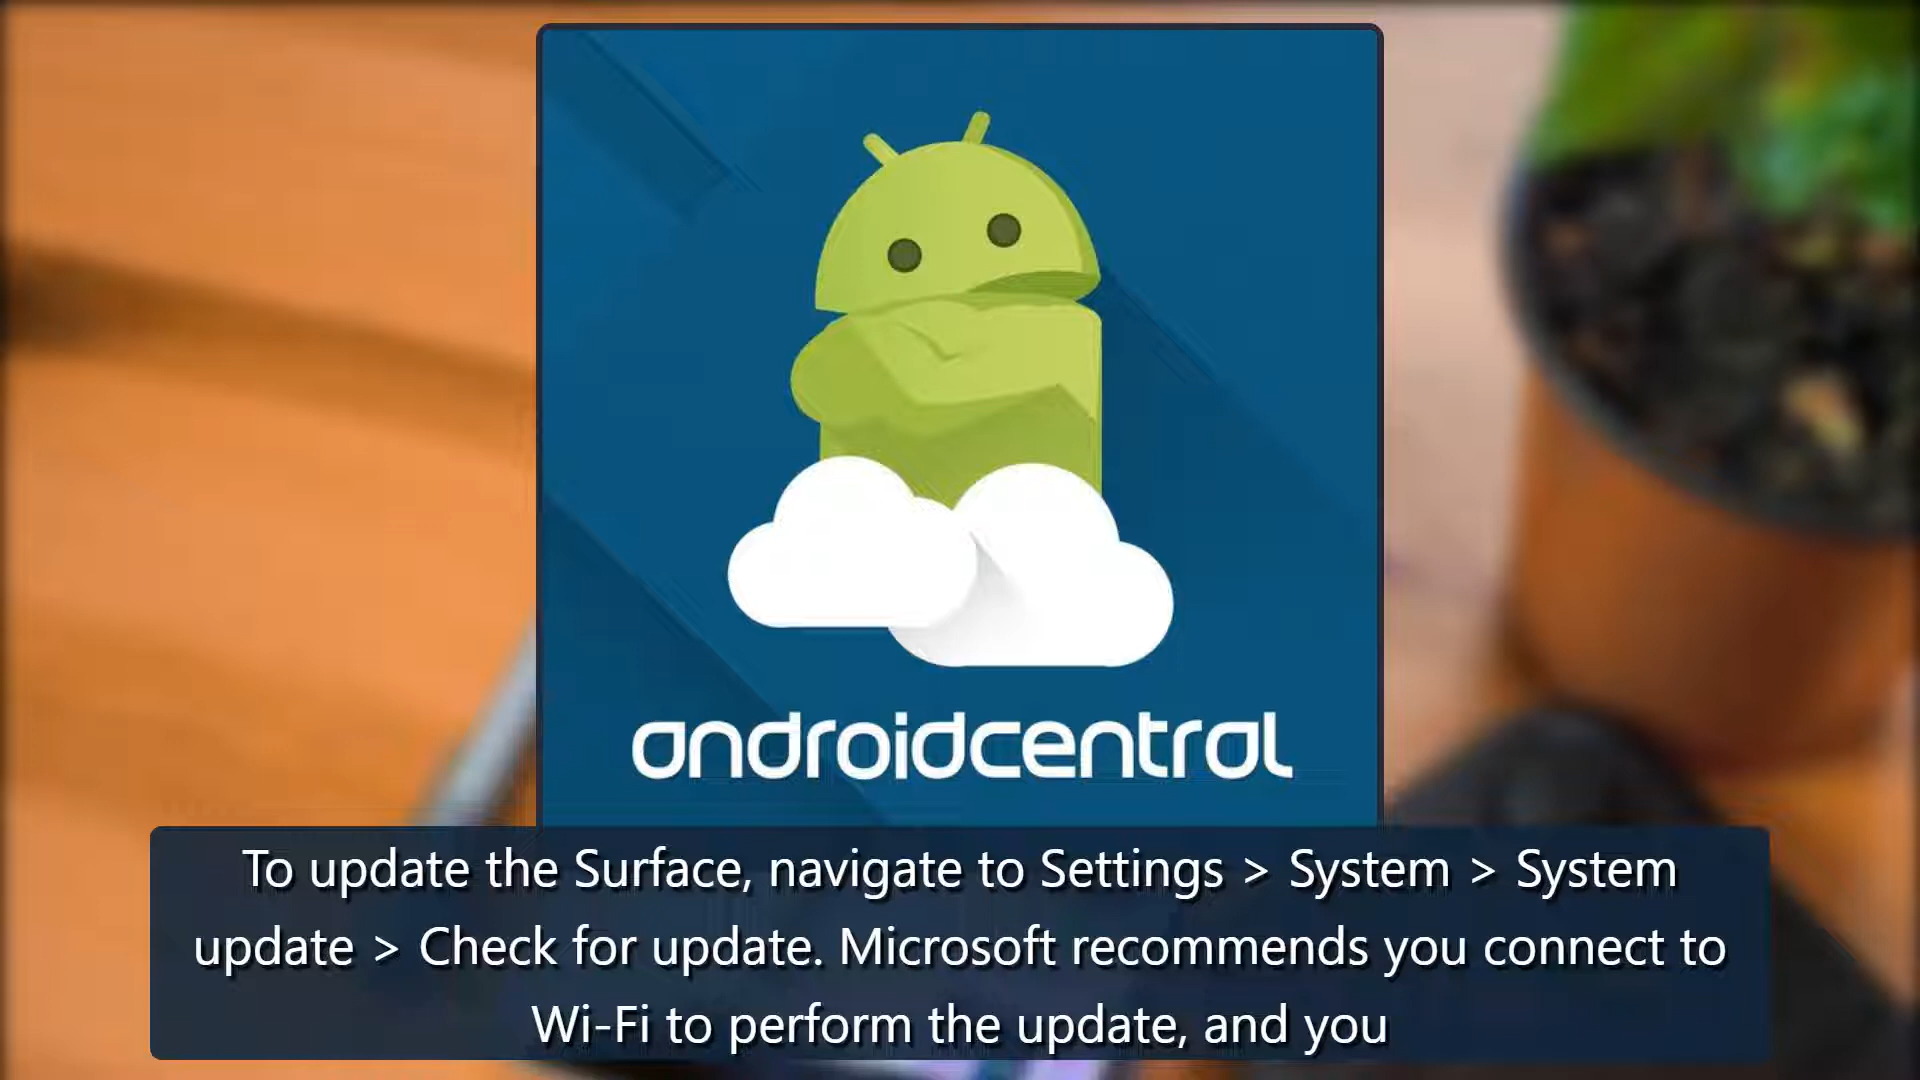 androidcentral
To update the Surface, navigate to Settings > System > System
update > Check for update. Microsoft recommends you connect to
Wi-Fi to perform the update, and you